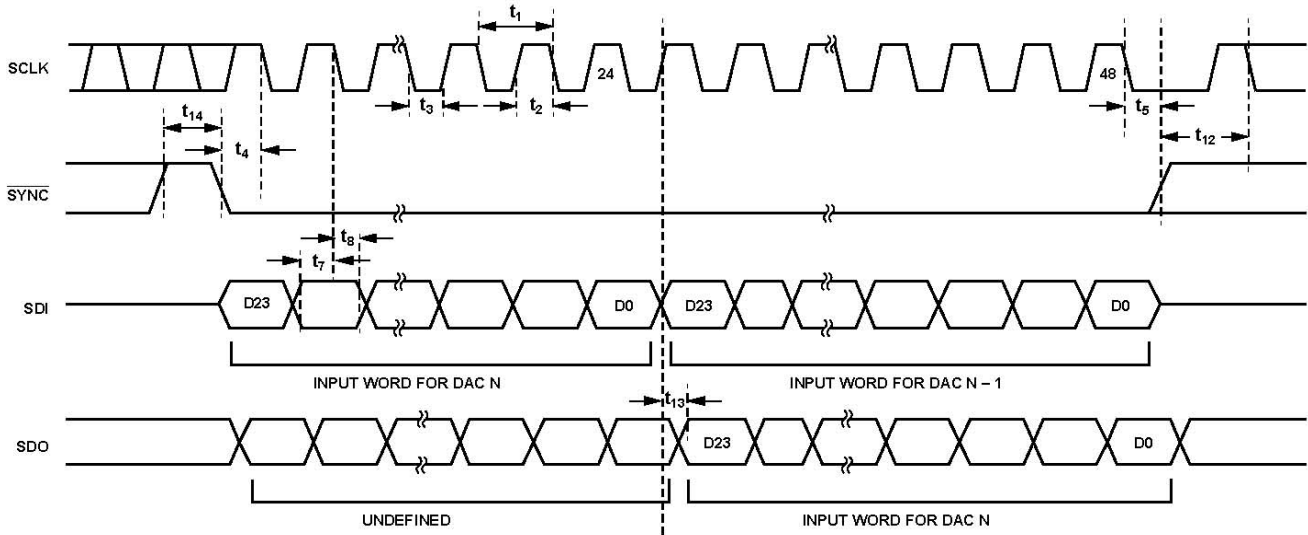 t1
SCLK
24
48
t3
t2
t5
t14
t4
t12
SYNC
t8
t7
SDI
D23
D0
D23
D0
INPUT WORD FOR DAC N
INPUT WORD FOR DAC N – 1
t13
SDO
D23
D0
UNDEFINED
INPUT WORD FOR DAC N